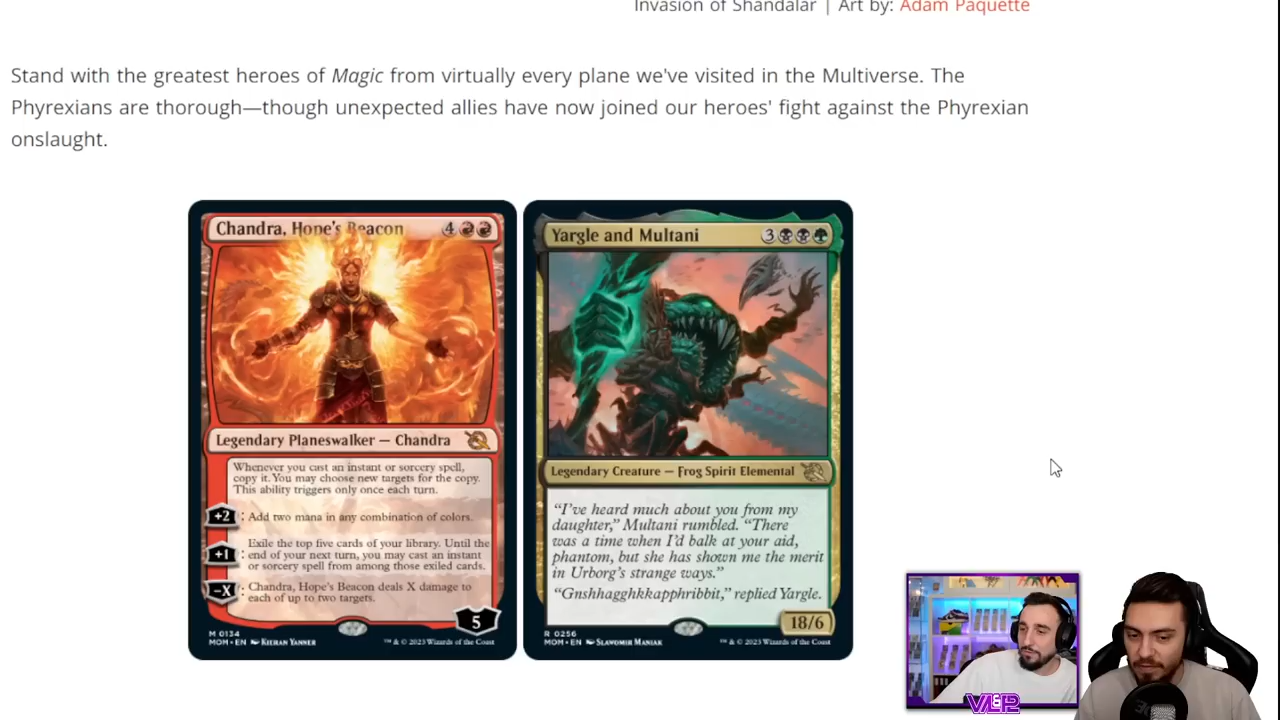 Invasion of Shandalar | Art by: Adam Paquette
Stand with the greatest heroes of Magic from virtually every plane we've visited in the Multiverse. The
Phyrexians are thorough—though unexpected allies have now joined our heroes' fight against the Phyrexian
onslaught.
Chandra, Hope's Beacon 4
Legendary Planeswalker — Chandra
Whenever you cast an instant or sorcery spell,
copy it. You may choose new targets for the copy.
This ability triggers only once each turn.
+2 : Add two mana in any combination of colors.
Exile the top five cards of your library. Until the
+1 : end of your next turn, you may cast an instant
or sorcery spell from among those exiled cards.
−X : Chandra, Hope's Beacon deals X damage to
each of up to two targets.
5
M 0134
MOM • EN KIERAN YANNER
™ & © 2023 Wizards of the Coast
Yargle and Multani 3
Legendary Creature — Frog Spirit Elemental
"I've heard much about you from my
daughter," Multani rumbled. "There
was a time when I'd balk at your aid,
phantom, but she has shown me the merit
in Urborg's strange ways."
"Gnshhagghkkapphribbit," replied Yargle.
18/6
R 0256
MOM • EN SLAWOMIR MANIAK
™ & © 2023 Wizards of the Coast